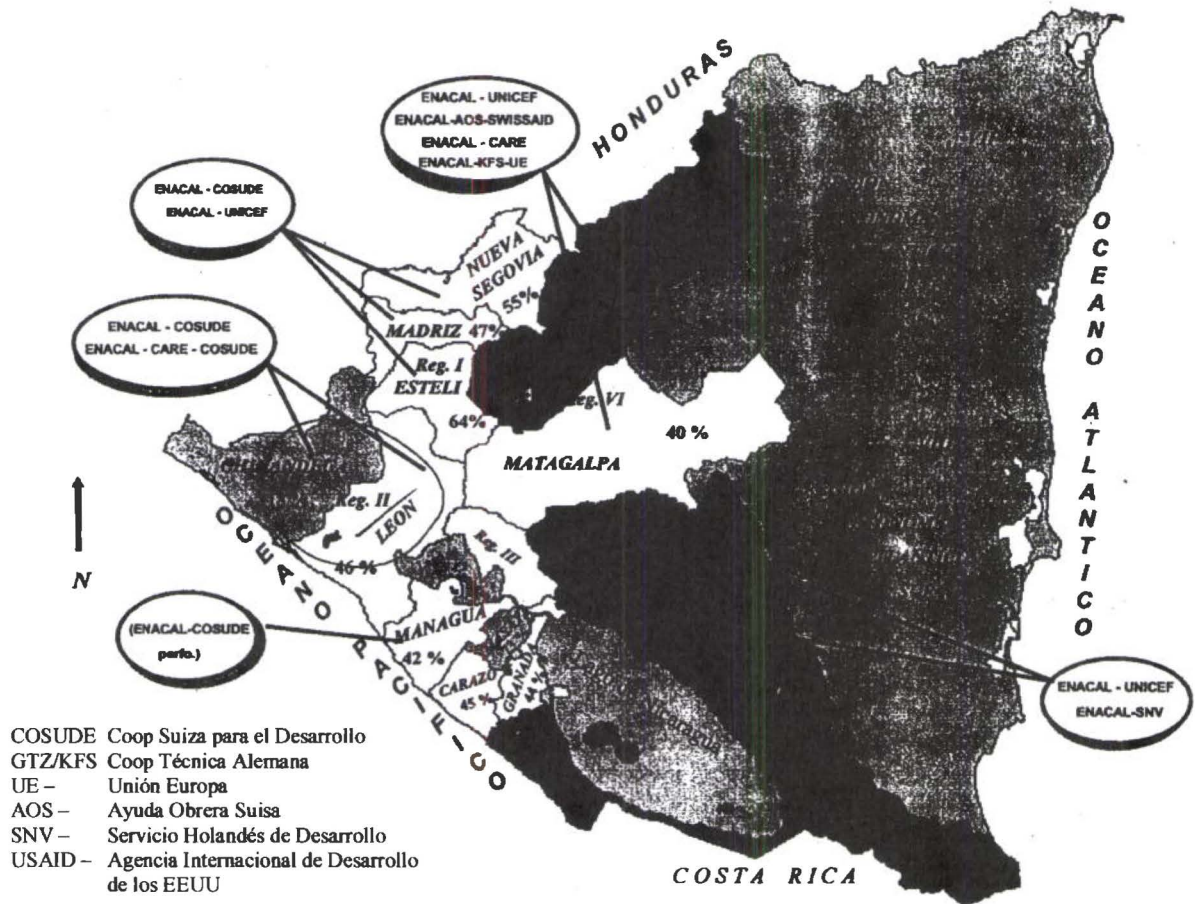 HONDURAS
ENACAL - UNICEF
ENACAL-AOS-SWISSAID
ENACAL - CARE
ENACAL-KFS-UE
ENACAL - COSUDE
ENACAL - UNICEF
ENACAL - COSUDE
ENACAL - CARE - COSUDE
NUEVA
SEGOVIA
55%
MADRIZ 47%
Reg. I
ESTELI
64%
Reg. VI
40 %
MATAGALPA
Reg. II
LEON
46 %
Reg. III
N
OCEANO PACIFICO
OCEANO ATLANTICO
(ENACAL-COSUDE
perfo.)
MANAGUA
42 %
CARAZO
45 %
GRANADA
44 %
Nicaragua
ENACAL - UNICEF
ENACAL-SNV
COSTA RICA
COSUDE Coop Suiza para el Desarrollo
GTZ/KFS Coop Técnica Alemana
UE – Unión Europa
AOS – Ayuda Obrera Suisa
SNV – Servicio Holandés de Desarrollo
USAID – Agencia Internacional de Desarrollo
de los EEUU